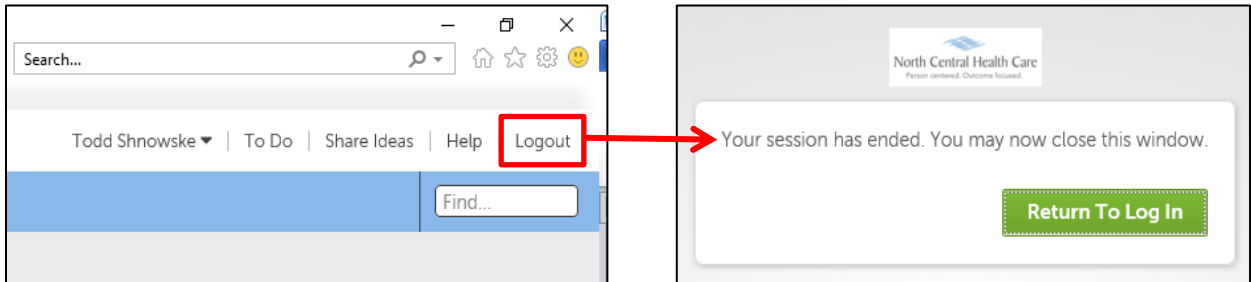 Search...
Todd Shnowske | To Do | Share Ideas | Help Logout
Find...
North Central Health Care
Person centered. Outcome focused.
Your session has ended. You may now close this window.
Return To Log In